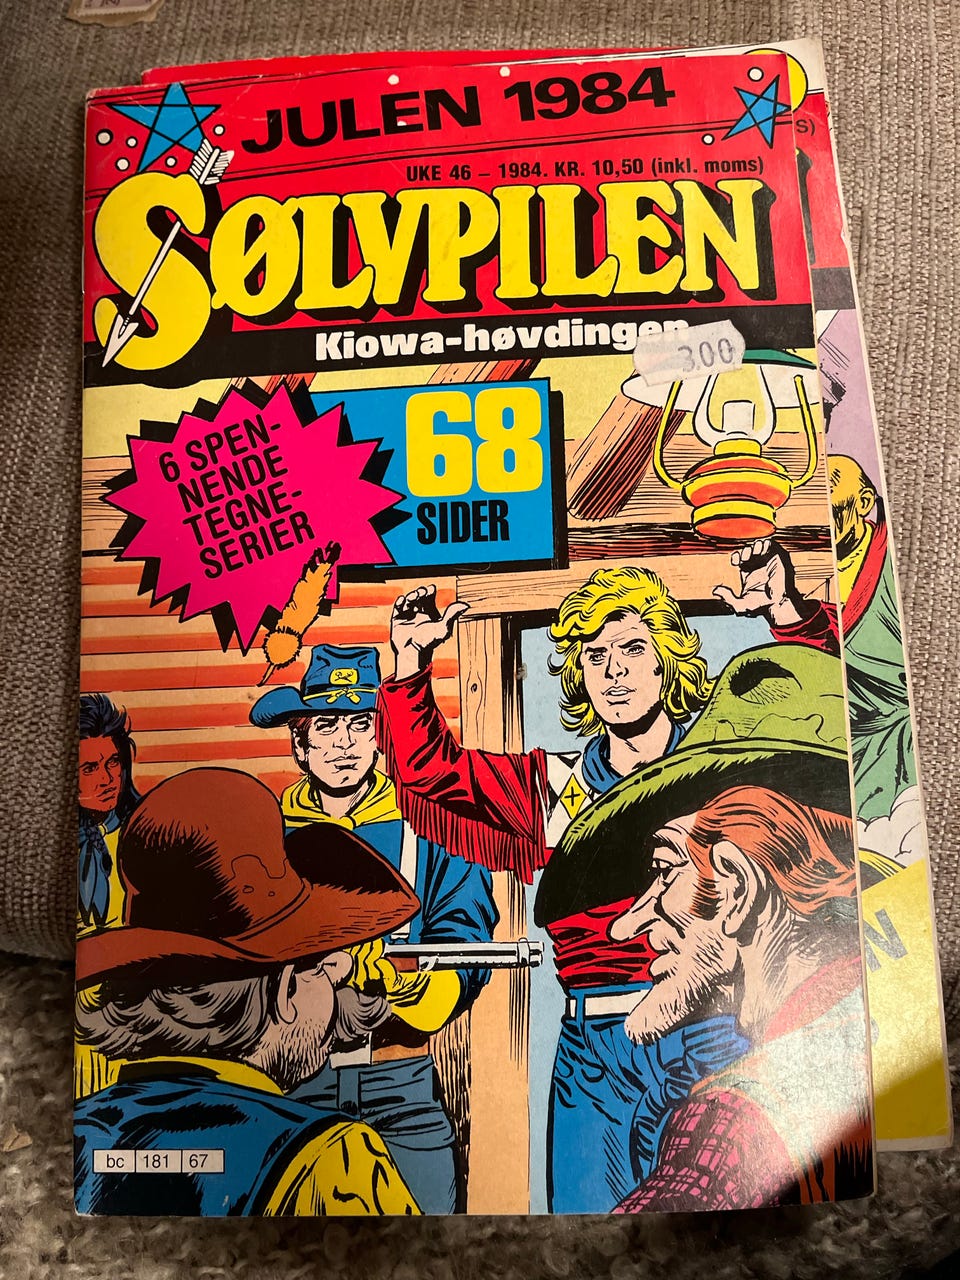 JULEN 1984
UKE 46 – 1984. KR. 10,50 (inkl. moms)
SØLVPILEN
Kiowa-høvdingen
3.00
6 SPEN-
NENDE
TEGNE-
SERIER
68
SIDER
bc 181 67
S)
N